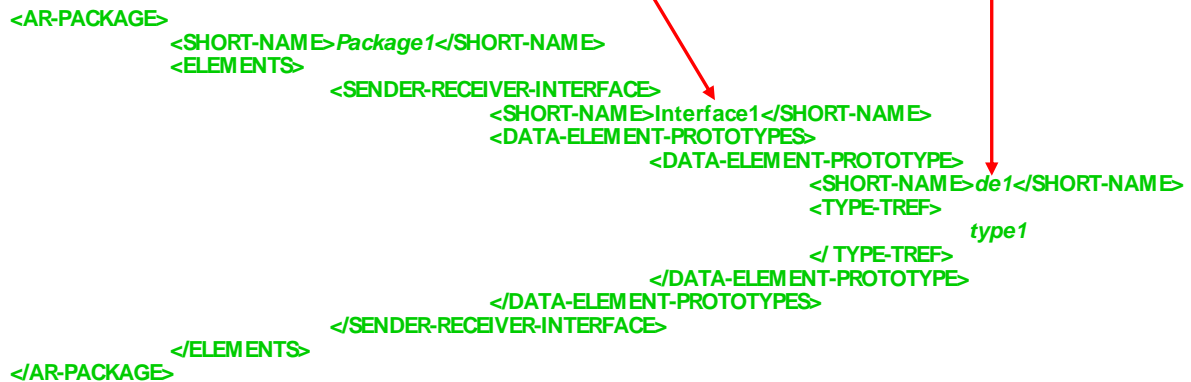 <AR-PACKAGE>
<SHORT-NAME>Package1</SHORT-NAME>
<ELEMENTS>
<SENDER-RECEIVER-INTERFACE>
<SHORT-NAME>Interface1</SHORT-NAME>
<DATA-ELEMENT-PROTOTYPES>
<DATA-ELEMENT-PROTOTYPE>
<SHORT-NAME>de1</SHORT-NAME>
<TYPE-TREF>
type1
</ TYPE-TREF>
</DATA-ELEMENT-PROTOTYPE>
</DATA-ELEMENT-PROTOTYPES>
</SENDER-RECEIVER-INTERFACE>
</ELEMENTS>
</AR-PACKAGE>